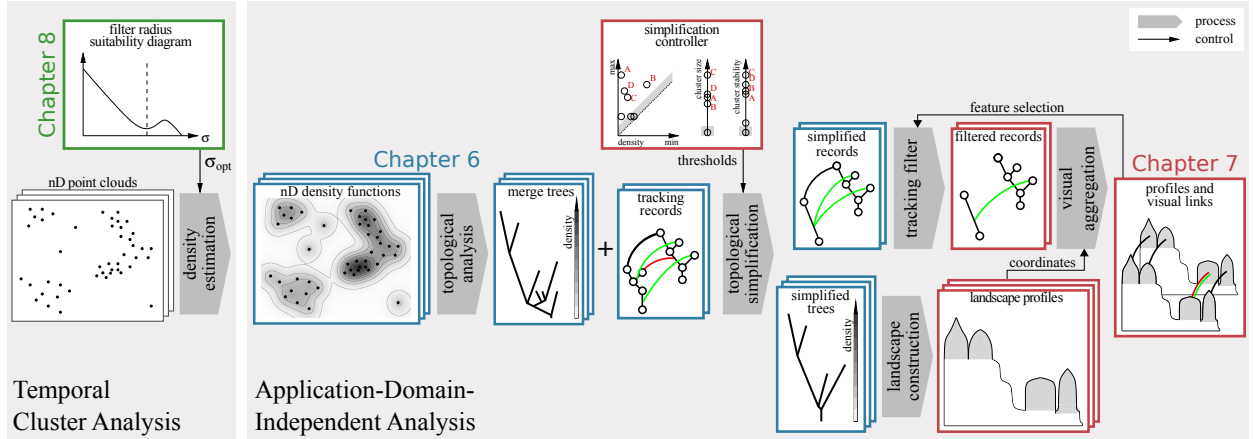 Chapter 8
filter radius
suitability diagram
σ
σopt
nD point clouds
density
estimation
Temporal
Cluster Analysis
Chapter 6
nD density functions
topological
analysis
merge trees
density
+
tracking
records
simplification
controller
max
A
B
D
C
density
min
cluster size
C
D
A
B
cluster stability
C
D
B
A
thresholds
topological
simplification
simplified
records
tracking filter
feature selection
filtered records
visual
aggregation
process
control
Chapter 7
profiles and
visual links
coordinates
simplified
trees
density
landscape
construction
landscape profiles
Application-Domain-
Independent Analysis